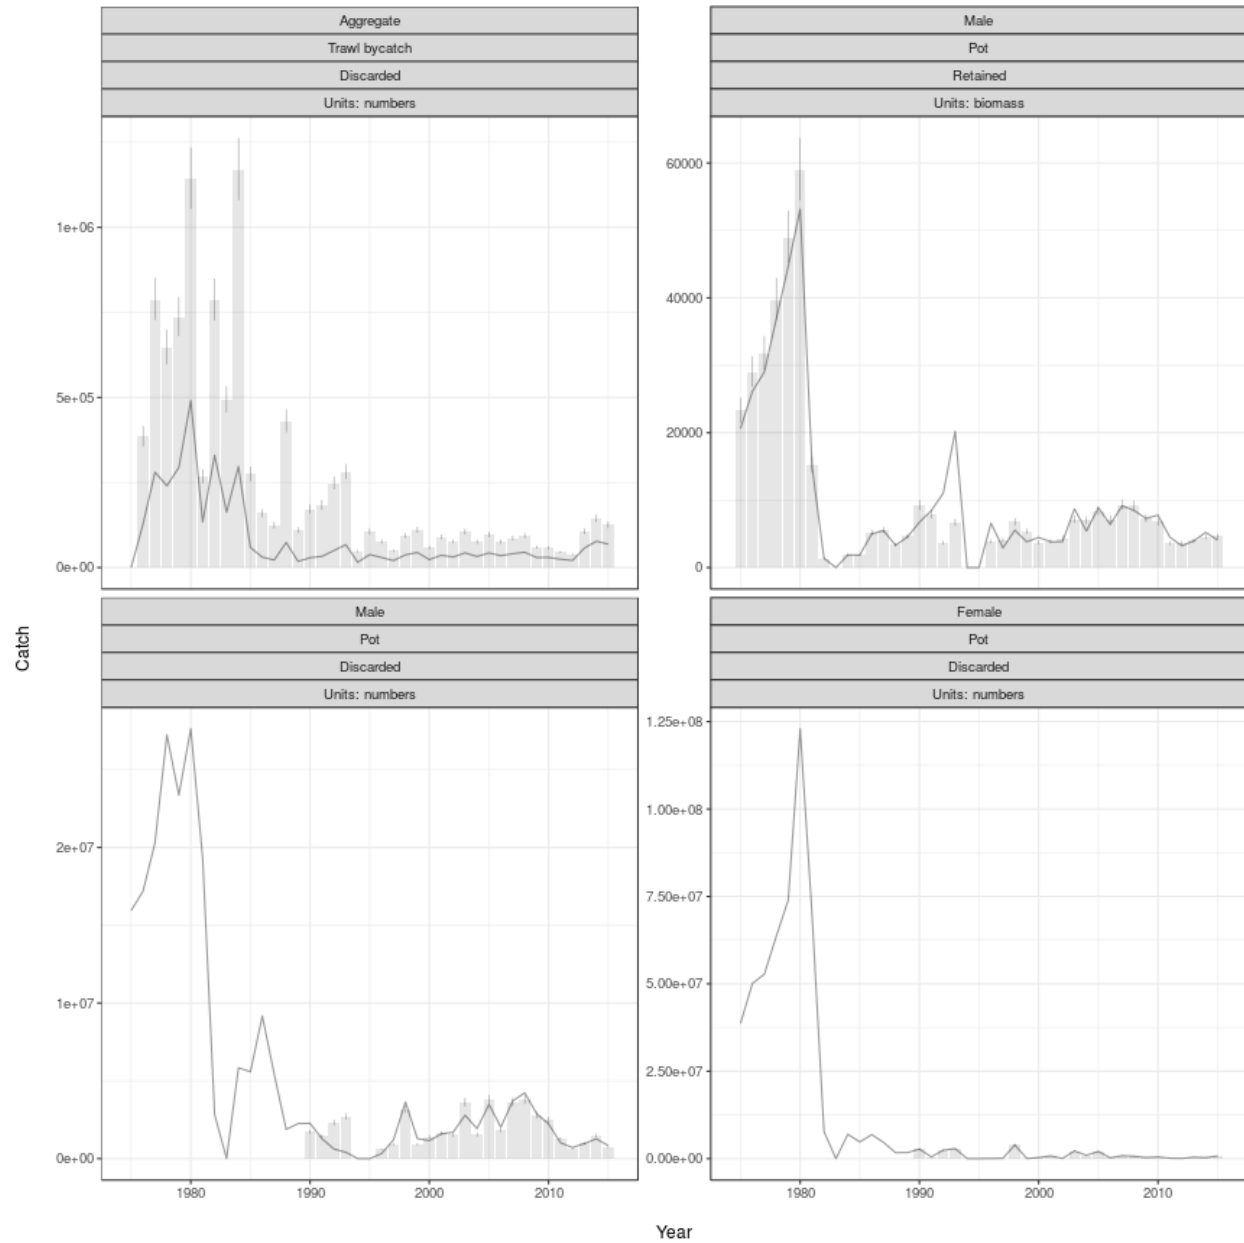 Aggregate
Trawl bycatch
Discarded
Units: numbers
1e+06
5e+05
0e+00
Male
Pot
Retained
Units: biomass
60000
40000
20000
0
Catch
Male
Pot
Discarded
Units: numbers
2e+07
1e+07
0e+00
1980 1990 2000 2010
Female
Pot
Discarded
Units: numbers
1.25e+08
1.00e+08
7.50e+07
5.00e+07
2.50e+07
0.00e+00
1980 1990 2000 2010
Year